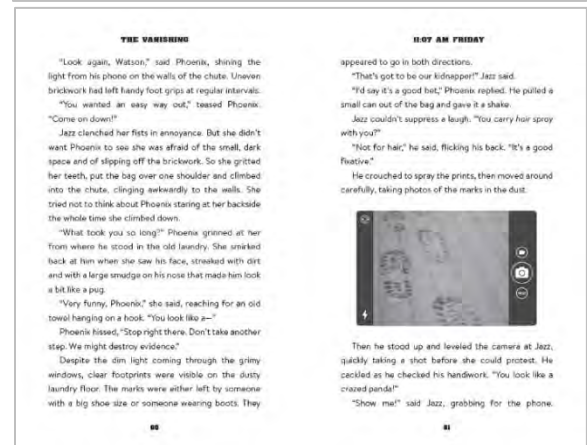 THE VANISHING
"Look again, Watson," said Phoenix, shining the
light from his phone on the walls of the chute. Uneven
brickwork had left handy foot grips at regular intervals.
"You wanted an easy way out," teased Phoenix.
"Come on down!"
Jazz clenched her fists in annoyance. But she didn't
want Phoenix to see she was afraid of the small, dark
space and of slipping off the brickwork. So she gritted
her teeth, put the bag over one shoulder and climbed
into the chute, clinging awkwardly to the walls. She
tried not to think about Phoenix staring at her backside
the whole time she climbed down.
"What took you so long?" Phoenix grinned at her
from where he stood in the old laundry. She smirked
back at him when she saw his face, streaked with dirt
and with a large smudge on his nose that made him look
a bit like a pug.
"Very funny, Phoenix," she said, reaching for an old
towel hanging on a hook. "You look like a—"
Phoenix hissed, "Stop right there. Don't take another
step. We might destroy evidence."
Despite the dim light coming through the grimy
windows, clear footprints were visible on the dusty
laundry floor. The marks were either left by someone
with a big shoe size or someone wearing boots. They
11:07 AM FRIDAY
appeared to go in both directions.
"That's got to be our kidnapper!" Jazz said.
"I'd say it's a good bet," Phoenix replied. He pulled a
small can out of the bag and gave it a shake.
Jazz couldn't suppress a laugh. "You carry hair spray
with you?"
"Not for hair," he said, flicking his back. "It's a good
fixative."
He crouched to spray the prints, then moved around
carefully, taking photos of the marks in the dust.
Then he stood up and leveled the camera at Jazz,
quickly taking a shot before she could protest. He
cackled as he checked his handiwork. "You look like a
crazed panda!"
"Show me!" said Jazz, grabbing for the phone.